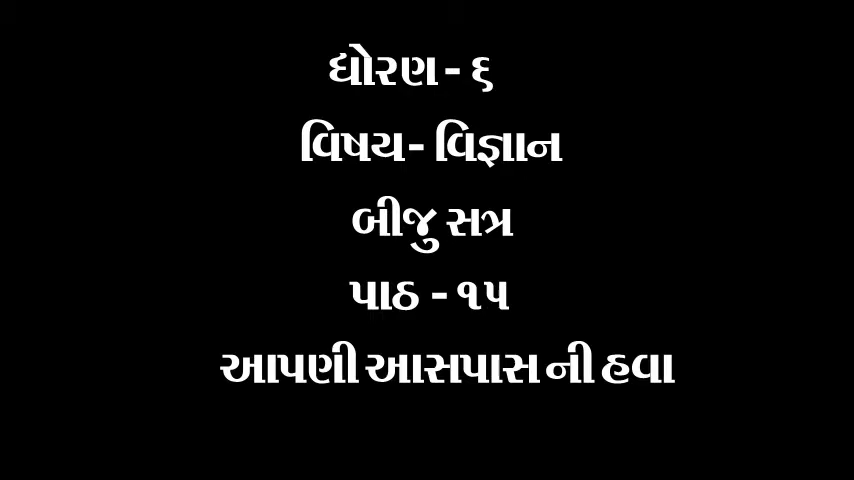 ધોરણ - ૬
વિષય - વિજ્ઞાન
બીજુ સત્ર
પાઠ - ૧૫
આપણી આસપાસ ની હવા